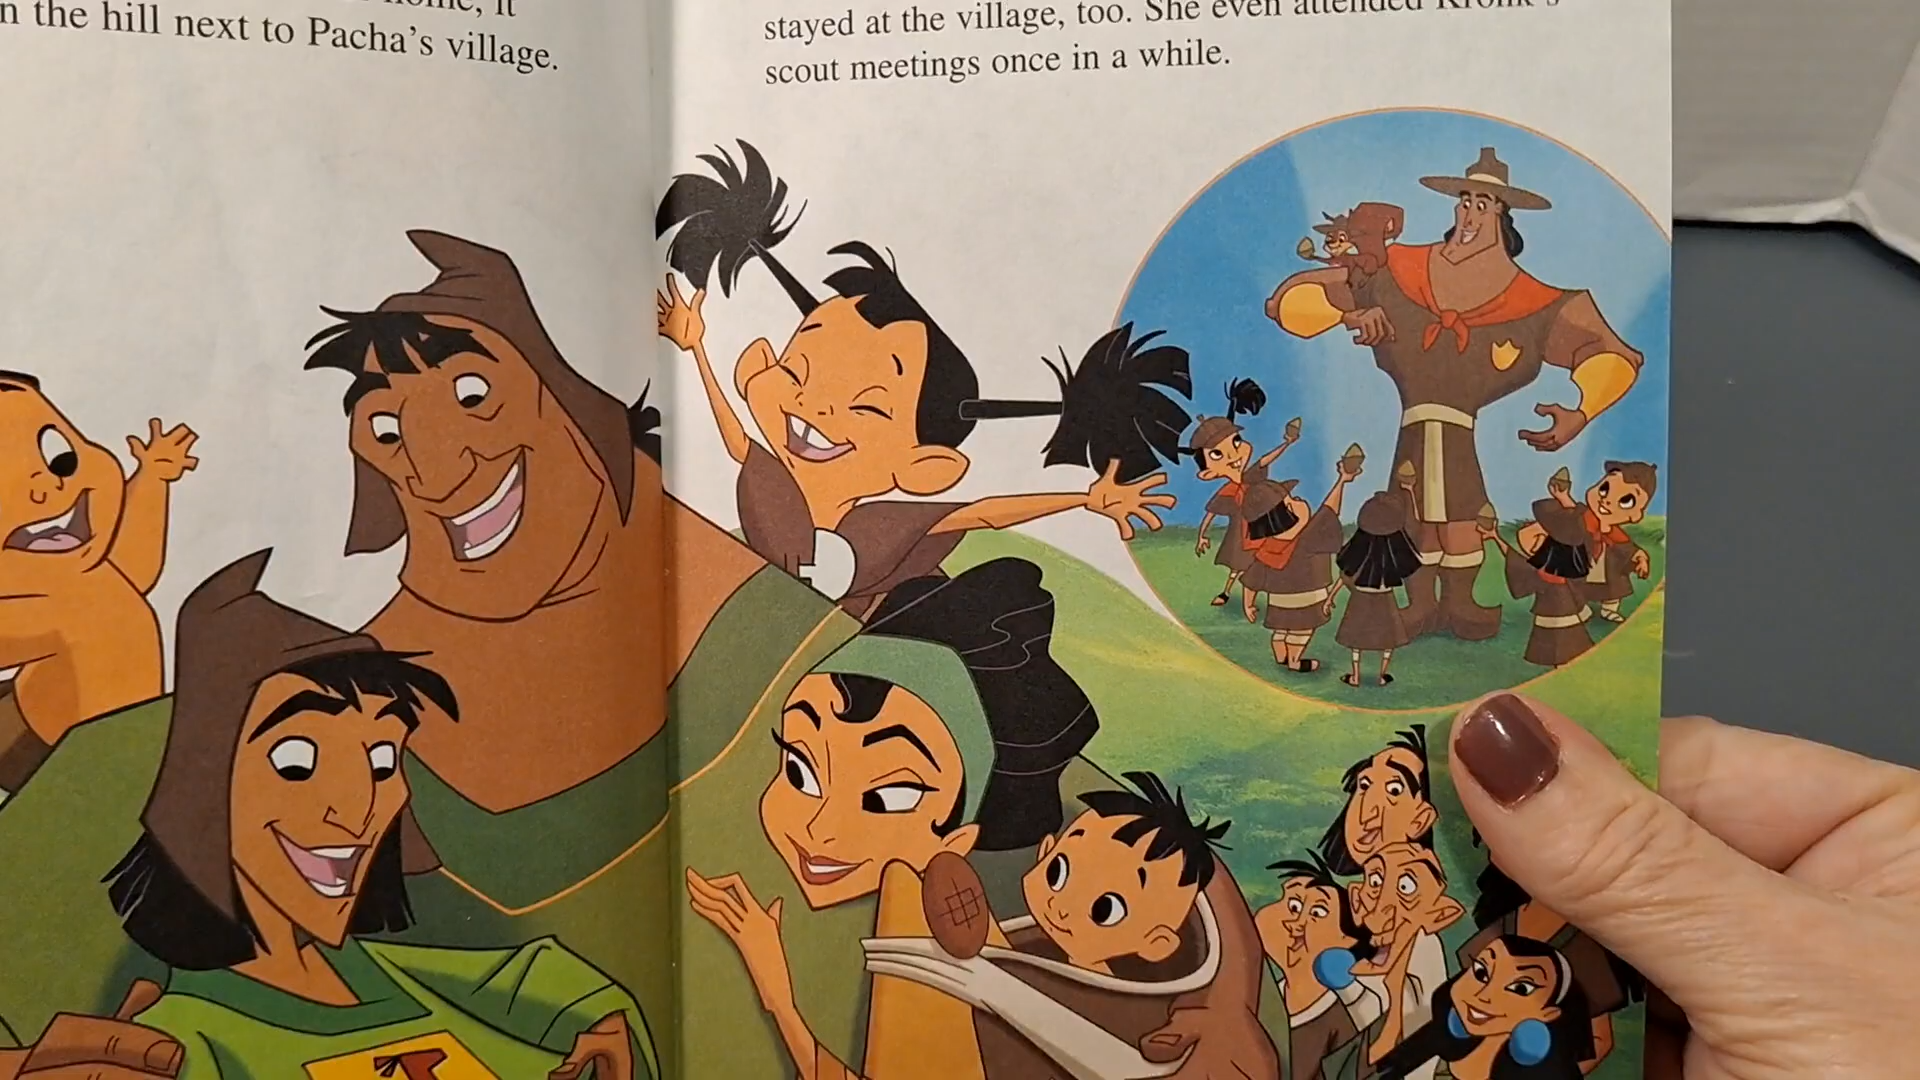 n the hill next to Pacha's village.
stayed at the village, too. She even attended Kronk's
scout meetings once in a while.